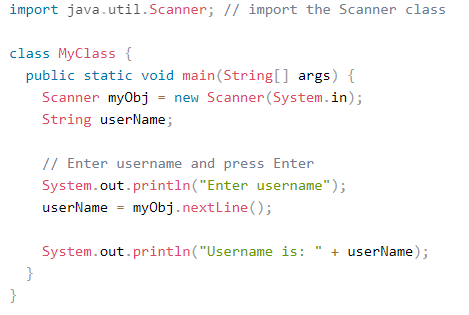 import java.util.Scanner; // import the Scanner class
class MyClass {
public static void main(String[] args) {
Scanner myObj = new Scanner(System.in);
String userName;
// Enter username and press Enter
System.out.println("Enter username");
userName = myObj.nextLine();
System.out.println("Username is: " + userName);
}
}